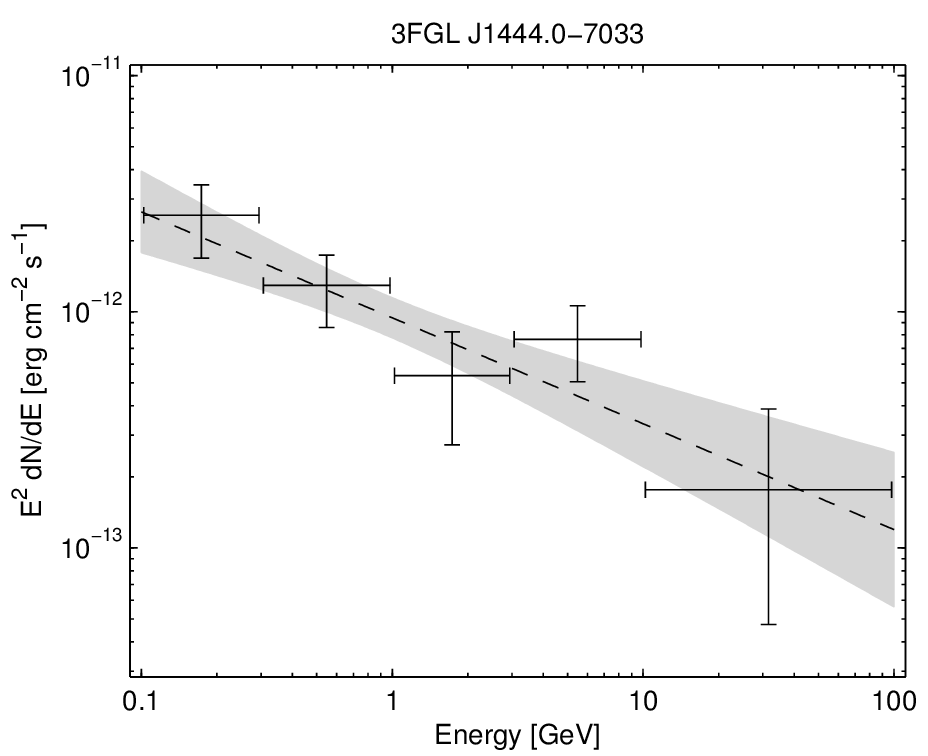 3FGL J1444.0−7033
10⁻¹¹
10⁻¹²
10⁻¹³
E² dN/dE [erg cm⁻² s⁻¹]
0.1 1 10 100
Energy [GeV]